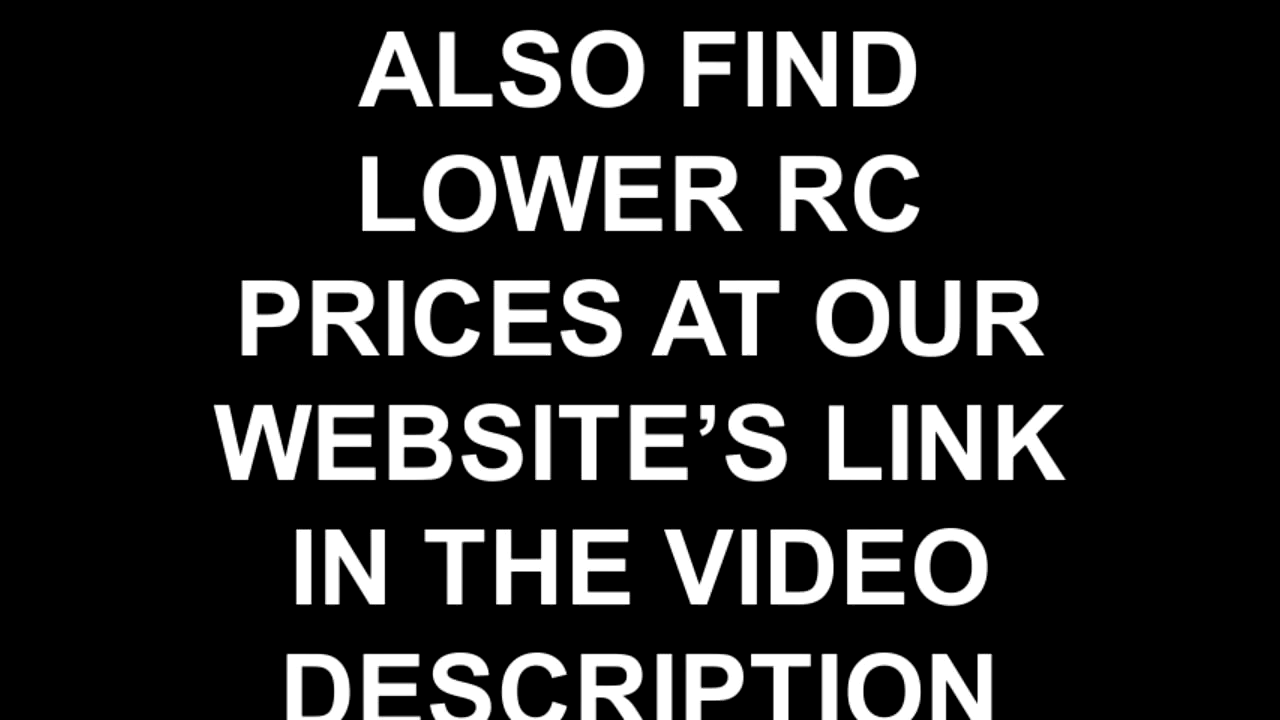 ALSO FIND
LOWER RC
PRICES AT OUR
WEBSITE’S LINK
IN THE VIDEO
DESCRIPTION